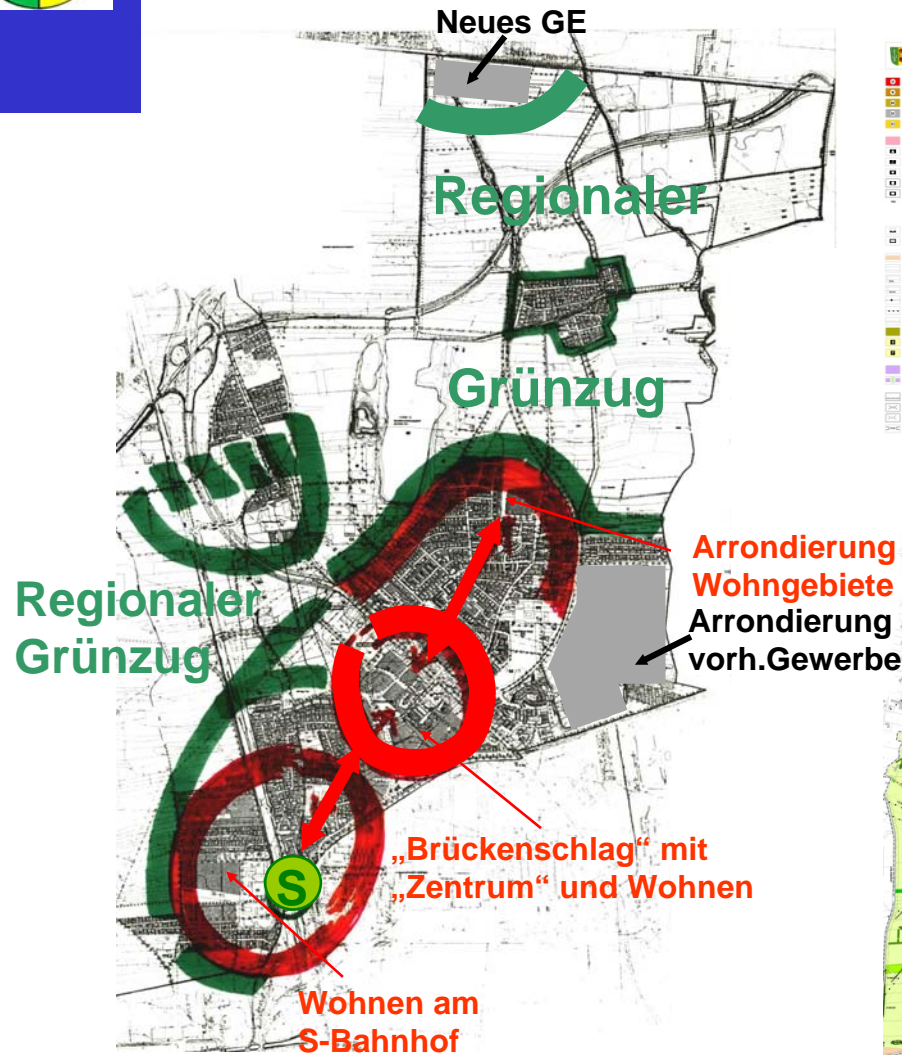 Neues GE
Regionaler
Grünzug
Regionaler
Grünzug
Arrondierung
Wohngebiete
Arrondierung
vorh.Gewerbe
„Brückenschlag“ mit
„Zentrum“ und Wohnen
S
Wohnen am
S-Bahnhof